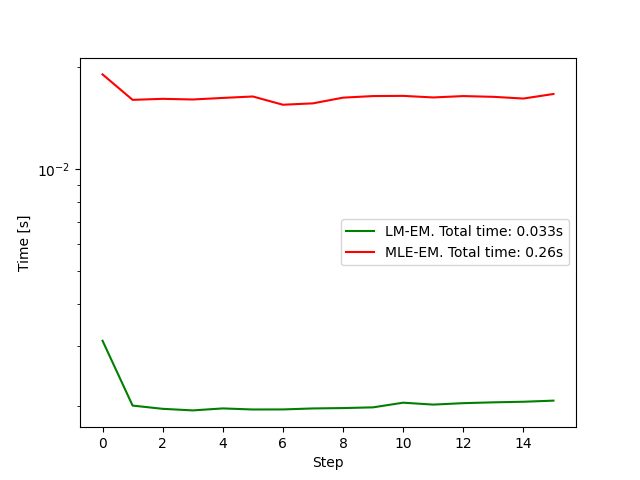 10⁻²
Time [s]
LM-EM. Total time: 0.033s
MLE-EM. Total time: 0.26s
0 2 4 6 8 10 12 14
Step